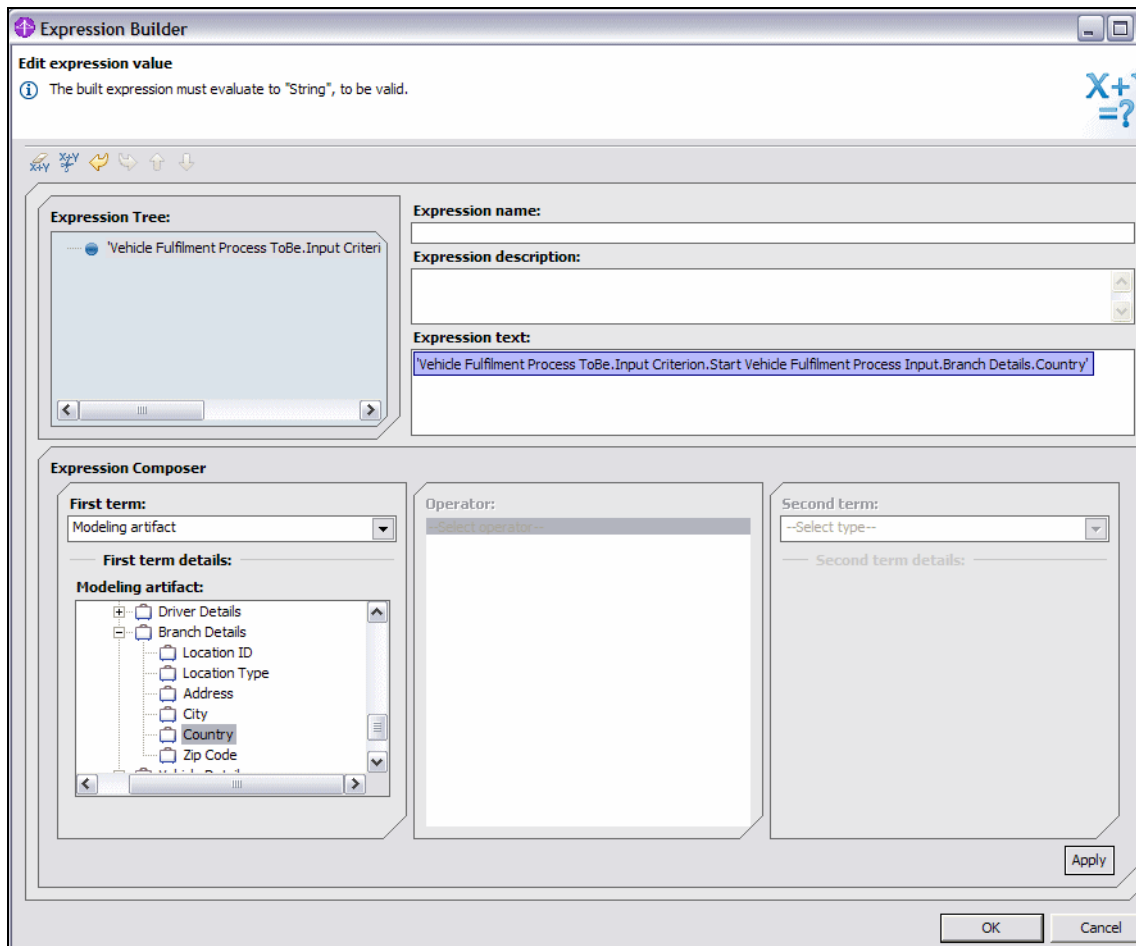 Expression Builder
Edit expression value
The built expression must evaluate to "String", to be valid.
X+
=?
X+Y
X+Y
Expression Tree:
'Vehicle Fulfilment Process ToBe.Input Criteri
Expression name:
Expression description:
Expression text:
'Vehicle Fulfilment Process ToBe.Input Criterion.Start Vehicle Fulfilment Process Input.Branch Details.Country'
Expression Composer
First term:
Modeling artifact
First term details:
Modeling artifact:
Driver Details
Branch Details
Location ID
Location Type
Address
City
Country
Zip Code
Operator:
--Select operator--
Second term:
--Select type--
Second term details:
Apply
OK
Cancel